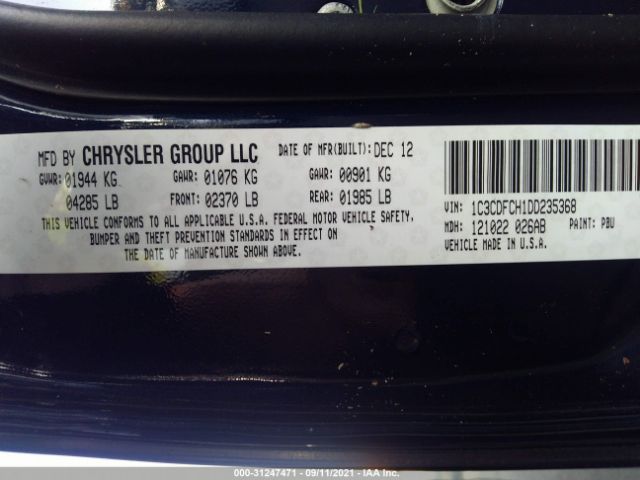 MFD BY CHRYSLER GROUP LLC DATE OF MFR(BUILT): DEC 12
GVWR: 01944 KG GAWR: 01076 KG GAWR: 00901 KG
04285 LB FRONT: 02370 LB REAR: 01985 LB
THIS VEHICLE CONFORMS TO ALL APPLICABLE U.S.A. FEDERAL MOTOR VEHICLE SAFETY,
BUMPER AND THEFT PREVENTION STANDARDS IN EFFECT ON
THE DATE OF MANUFACTURE SHOWN ABOVE.
VIN: 1C3CDFCH1DD235368
MDH: 121022 026AB PAINT: PBU
VEHICLE MADE IN U.S.A.
000-31247471 - 09/11/2021 - IAA Inc.